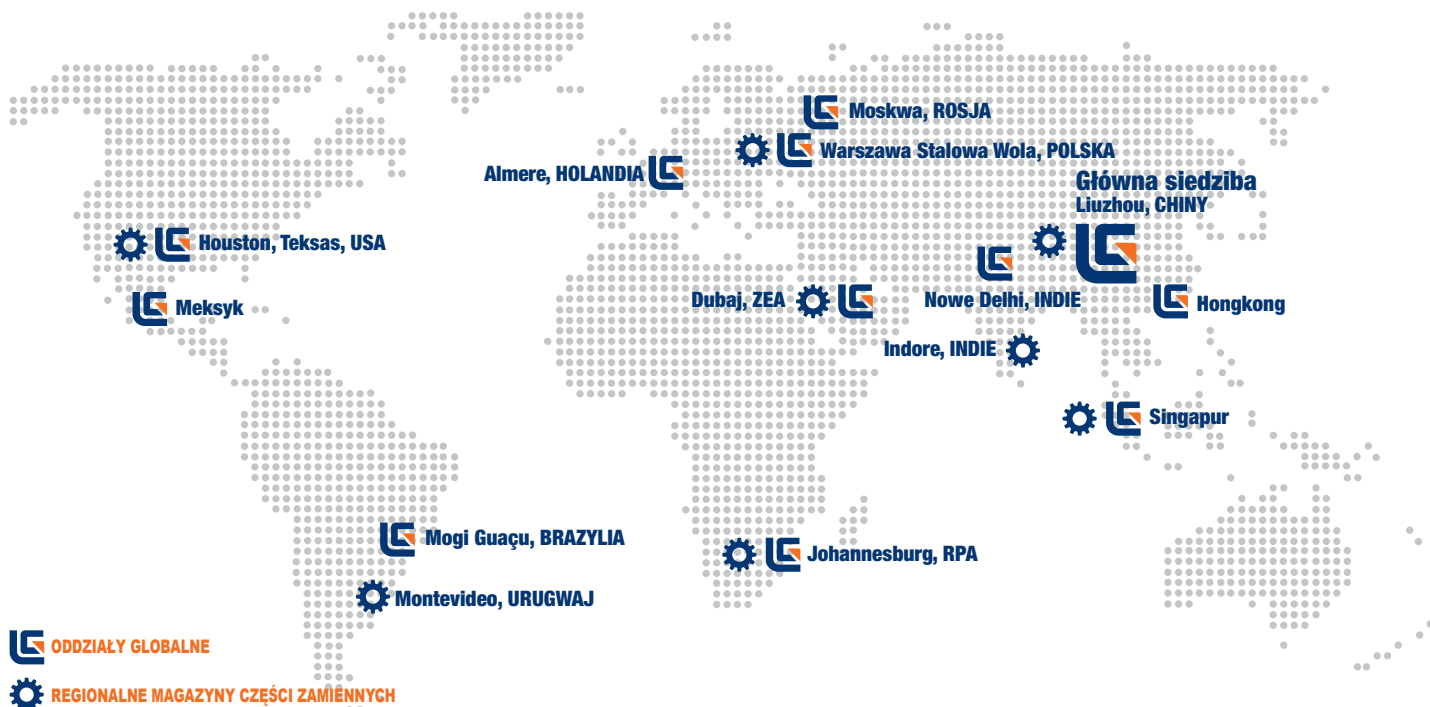 Moskwa, ROSJA
Warszawa Stalowa Wola, POLSKA
Almere, HOLANDIA
Główna siedziba
Liuzhou, CHINY
Houston, Teksas, USA
Meksyk
Dubaj, ZEA
Nowe Delhi, INDIE
Hongkong
Indore, INDIE
Singapur
Mogi Guaçu, BRAZYLIA
Johannesburg, RPA
Montevideo, URUGWAJ
ODDZIAŁY GLOBALNE
REGIONALNE MAGAZYNY CZĘŚCI ZAMIENNYCH